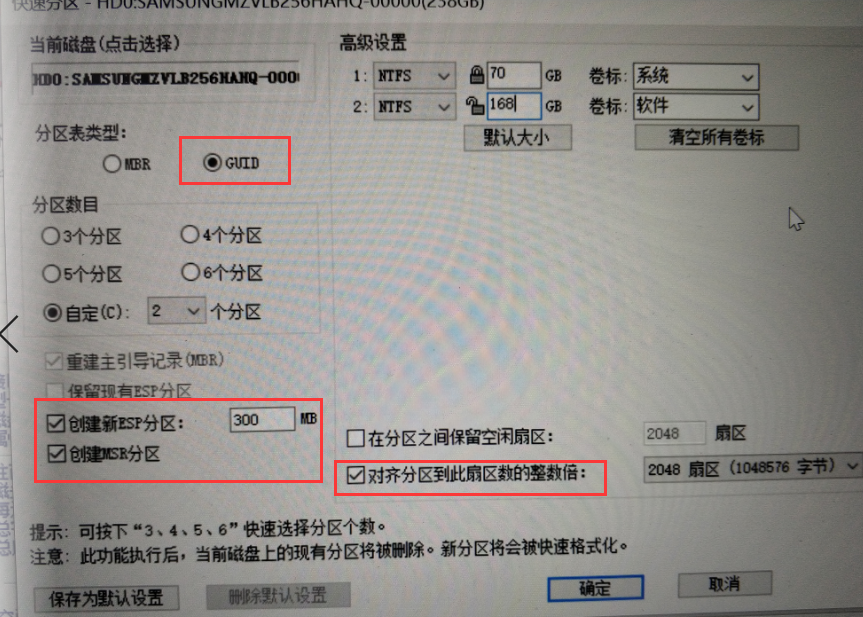 快速分区 - HD0:SAMSUNGMZVLB256HAHQ-00000(238GB)
当前磁盘(点击选择)
HD0:SAMSUNGMZVLB256HAHQ-000
分区表类型:
MBR
GUID
分区数目
3个分区
4个分区
5个分区
6个分区
自定(C):
2
个分区
重建主引导记录(MBR)
保留现有ESP分区
创建新ESP分区:
300
MB
创建MSR分区
高级设置
1:
NTFS
70
GB
卷标:
系统
2:
NTFS
168
GB
卷标:
软件
默认大小
清空所有卷标
在分区之间保留空闲扇区:
2048
扇区
对齐分区到此扇区数的整数倍:
2048 扇区 (1048576 字节)
提示: 可按下“3、4、5、6”快速选择分区个数。
注意: 此功能执行后,当前磁盘上的现有分区将被删除。新分区将会被快速格式化。
保存为默认设置
删除默认设置
确定
取消